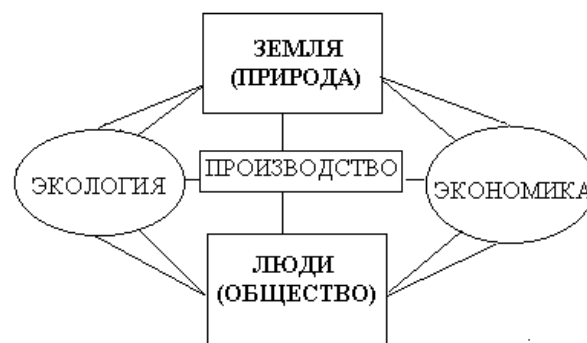 ЗЕМЛЯ
(ПРИРОДА)
ЭКОЛОГИЯ
ПРОИЗВОДСТВО
ЭКОНОМИКА
ЛЮДИ
(ОБЩЕСТВО)